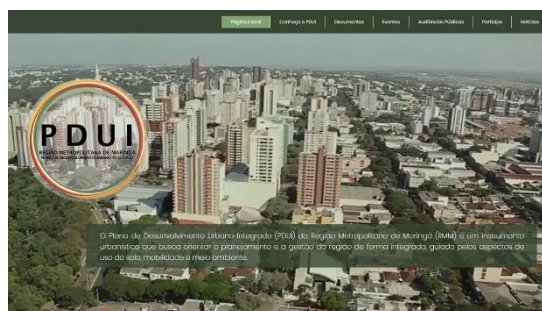 Página Inicial
Conheça o PDUI
Documentos
Eventos
Audiências Públicas
Participe
Notícias
PDUI
REGIÃO METROPOLITANA DE MARINGÁ
O Plano de Desenvolvimento Urbano Integrado (PDUI) da Região Metropolitana de Maringá (RMM) é um instrumento
urbanístico que busca orientar o planejamento e a gestão da região de forma integrada, guiado pelos aspectos de
uso do solo, mobilidade e meio ambiente.